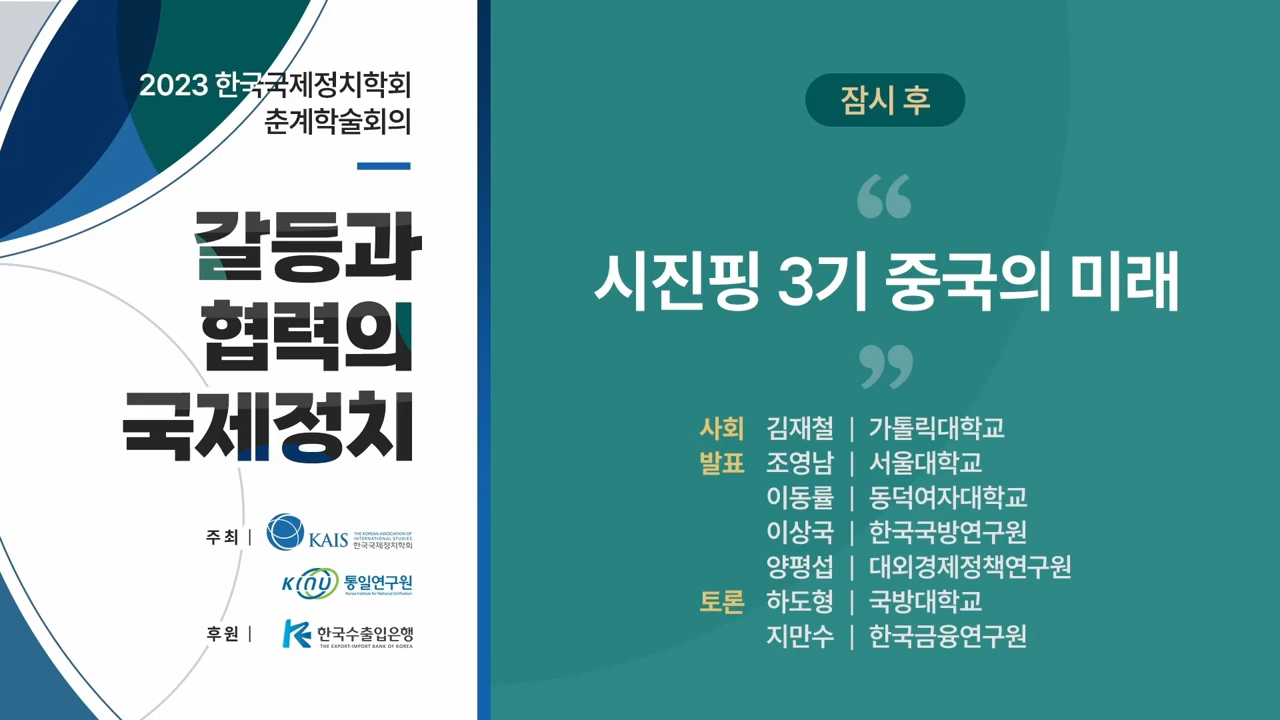 2023 한국국제정치학회
춘계학술회의
갈등과
협력의
국제정치
주최 |
KAIS
THE KOREAN ASSOCIATION OF
INTERNATIONAL STUDIES
한국국제정치학회
KINU 통일연구원
Korea Institute for National Unification
후원 | 한국수출입은행
THE EXPORT-IMPORT BANK OF KOREA
잠시 후
“
시진핑 3기 중국의 미래
”
사회 김재철 | 가톨릭대학교
발표 조영남 | 서울대학교
이동률 | 동덕여자대학교
이상국 | 한국국방연구원
양평섭 | 대외경제정책연구원
토론 하도형 | 국방대학교
지만수 | 한국금융연구원